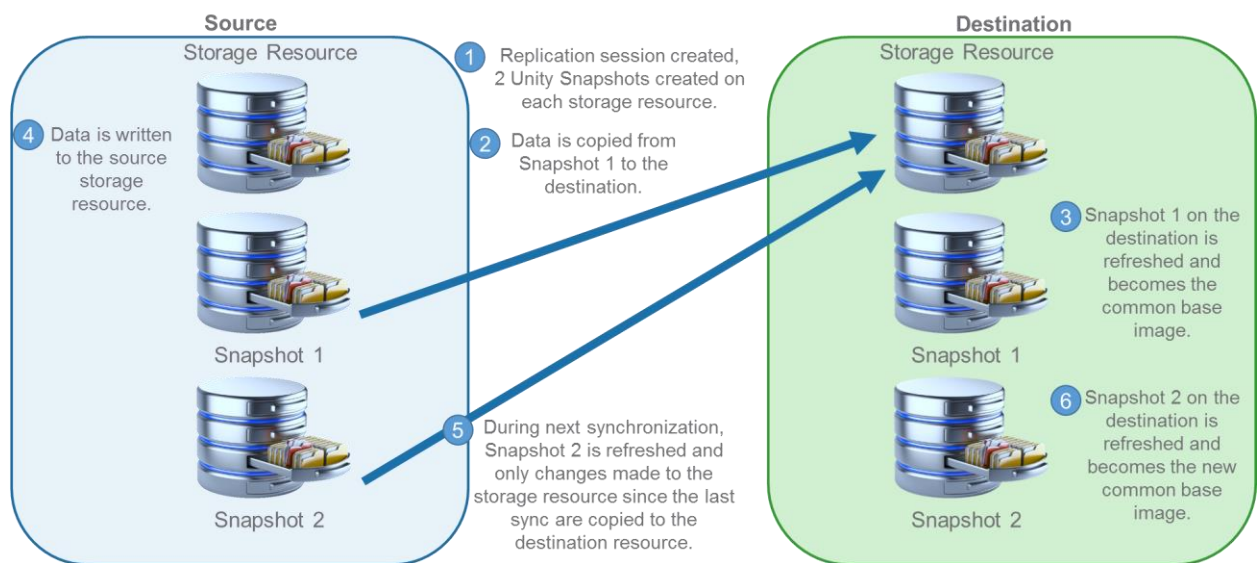 Source
Storage Resource
Destination
Storage Resource
1
Replication session created,
2 Unity Snapshots created on
each storage resource.
2
Data is copied from
Snapshot 1 to the
destination.
4
Data is written
to the source
storage
resource.
3
Snapshot 1 on the
destination is
refreshed and
becomes the
common base
image.
Snapshot 1
Snapshot 1
5
During next synchronization,
Snapshot 2 is refreshed and
only changes made to the
storage resource since the last
sync are copied to the
destination resource.
6
Snapshot 2 on the
destination is
refreshed and
becomes the new
common base
image.
Snapshot 2
Snapshot 2